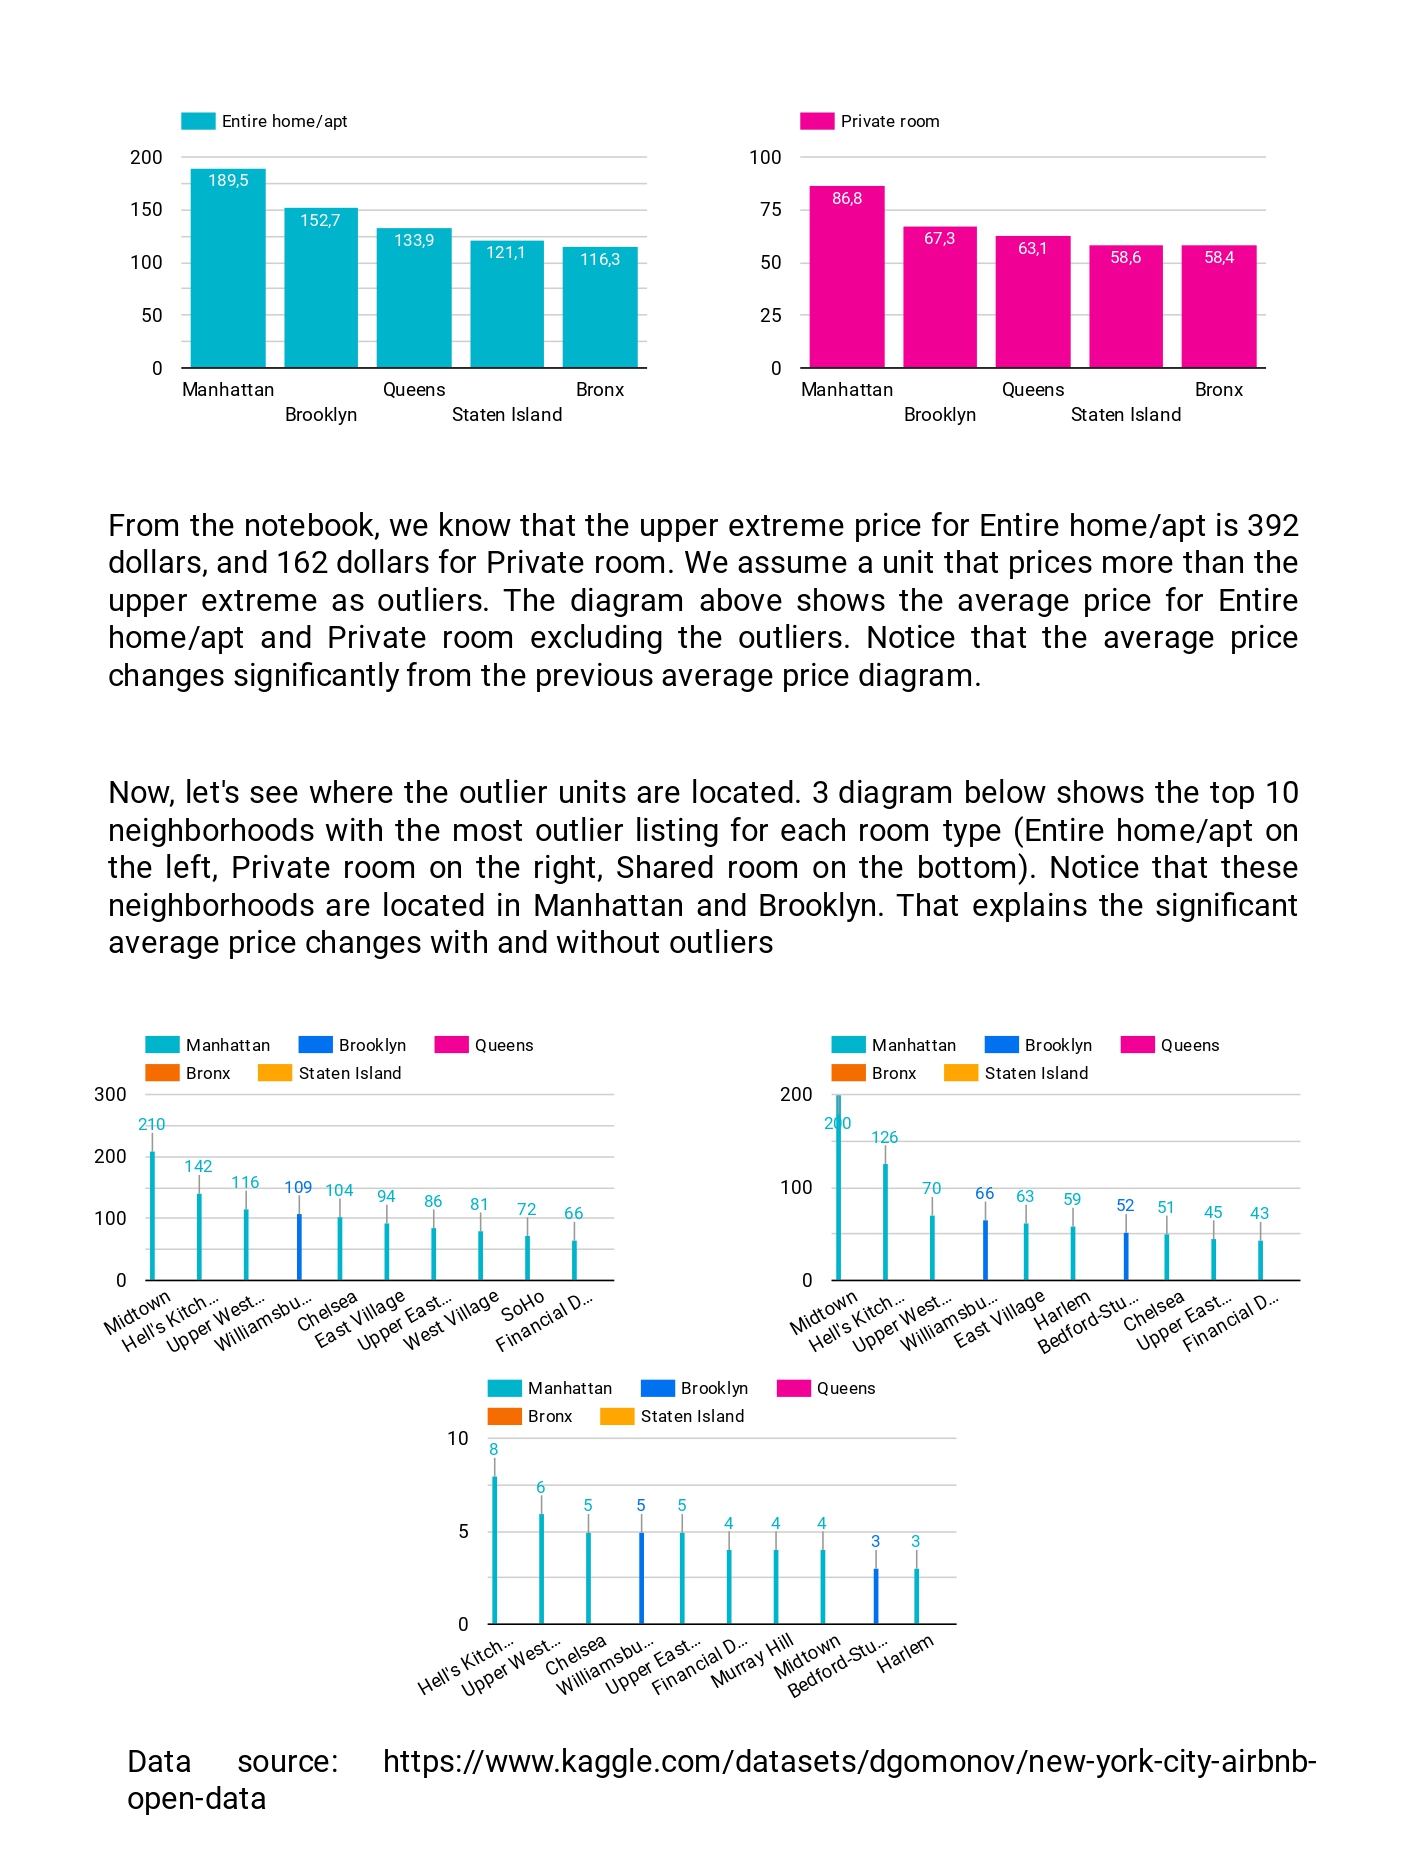 Entire home/apt
200
150
100
50
0
189,5
152,7
133,9
121,1
116,3
Manhattan
Brooklyn
Queens
Staten Island
Bronx
Private room
100
75
50
25
0
86,8
67,3
63,1
58,6
58,4
Manhattan
Brooklyn
Queens
Staten Island
Bronx
From the notebook, we know that the upper extreme price for Entire home/apt is 392
dollars, and 162 dollars for Private room. We assume a unit that prices more than the
upper extreme as outliers. The diagram above shows the average price for Entire
home/apt and Private room excluding the outliers. Notice that the average price
changes significantly from the previous average price diagram.
Now, let's see where the outlier units are located. 3 diagram below shows the top 10
neighborhoods with the most outlier listing for each room type (Entire home/apt on
the left, Private room on the right, Shared room on the bottom). Notice that these
neighborhoods are located in Manhattan and Brooklyn. That explains the significant
average price changes with and without outliers
Manhattan Brooklyn Queens
Bronx Staten Island
300
200
100
0
210
142
116
109
104
94
86
81
72
66
Midtown
Hell's Kitch...
Upper West...
Williamsbu...
Chelsea
East Village
Upper East...
West Village
SoHo
Financial D...
Manhattan Brooklyn Queens
Bronx Staten Island
200
100
0
200
126
70
66
63
59
52
51
45
43
Midtown
Hell's Kitch...
Upper West...
Williamsbu...
East Village
Harlem
Bedford-Stu...
Chelsea
Upper East...
Financial D...
Manhattan Brooklyn Queens
Bronx Staten Island
10
5
0
8
6
5
5
5
4
4
4
3
3
Hell's Kitch...
Upper West...
Chelsea
Williamsbu...
Upper East...
Financial D...
Murray Hill
Midtown
Bedford-Stu...
Harlem
Data source: https://www.kaggle.com/datasets/dgomonov/new-york-city-airbnb-
open-data